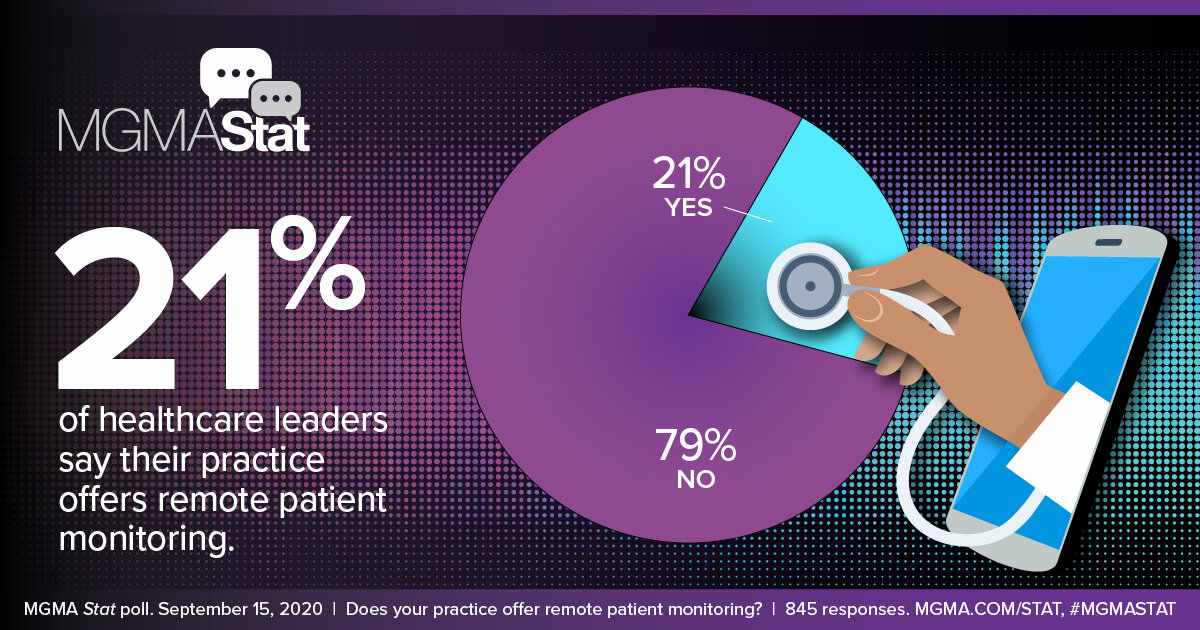 MGMAStat
21%
of healthcare leaders
say their practice
offers remote patient
monitoring.
21%
YES
79%
NO
MGMA Stat poll. September 15, 2020 | Does your practice offer remote patient monitoring? | 845 responses. MGMA.COM/STAT, #MGMASTAT